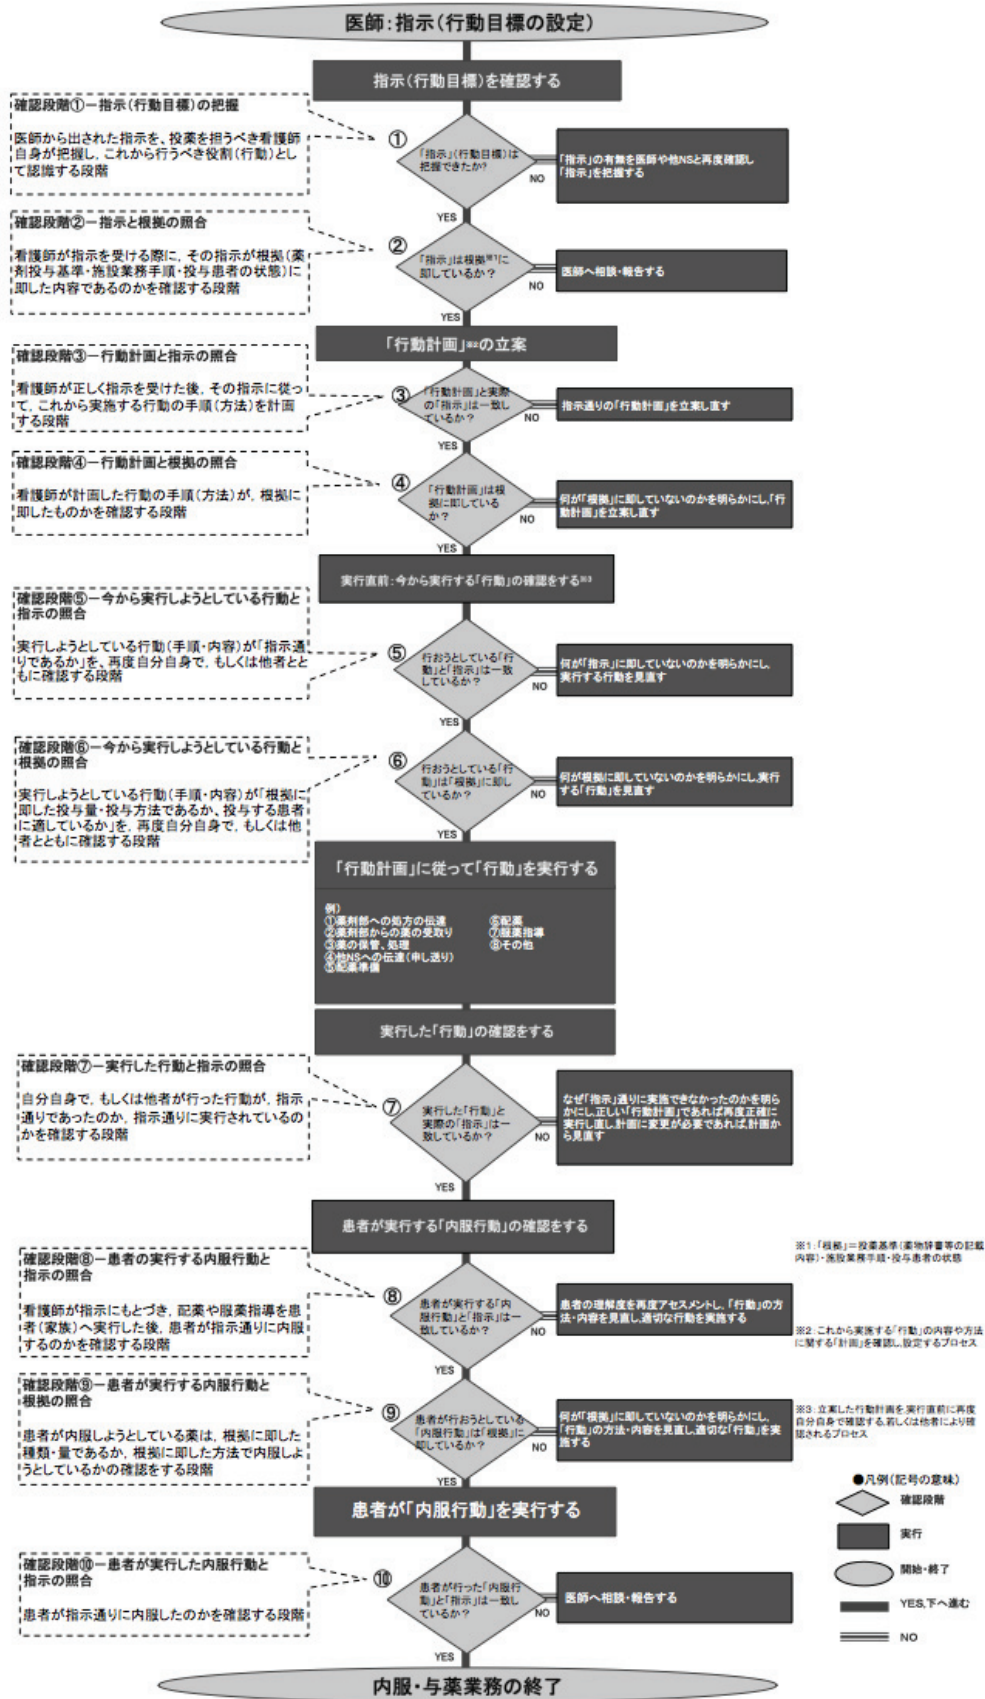 医師：指示（行動目標の設定）
指示（行動目標）を確認する
確認段階①－指示（行動目標）の把握
医師から出された指示を、投薬を担うべき看護師
自身が把握し，これから行うべき役割（行動）とし
て認識する段階
①
「指示」（行動目標）は
把握できたか？
NO
「指示」の有無を医師や他NSと再度確認し
「指示」を把握する
YES
確認段階②－指示と根拠の照合
看護師が指示を受ける際に，その指示が根拠（薬
剤投与基準・施設業務手順・投与患者の状態）に
即した内容であるのかを確認する段階
②
「指示」は根拠※1に
即しているか？
NO
医師へ相談・報告する
YES
「行動計画」※2の立案
確認段階③－行動計画と指示の照合
看護師が正しく指示を受けた後，その指示に従っ
て，これから実施する行動の手順（方法）を計画
する段階
③
「行動計画」と実際
の「指示」は一致し
ているか？
NO
指示通りの「行動計画」を立案し直す
YES
確認段階④－行動計画と根拠の照合
看護師が計画した行動の手順（方法）が，根拠に
即したものかを確認する段階
④
「行動計画」は根
拠に即している
か？
NO
何が「根拠」に即していないのかを明らかにし，「行
動計画」を立案し直す
YES
実行直前：今から実行する「行動」の確認をする※3
確認段階⑤－今から実行しようとしている行動と
指示の照合
実行しようとしている行動（手順・内容）が「指示通
りであるか」を、再度自分自身で，もしくは他者とと
もに確認する段階
⑤
行おうとしている「行
動」と「指示」は一致
しているか？
NO
何が「指示」に即していないのかを明らかにし，
実行する行動を見直す
YES
確認段階⑥－今から実行しようとしている行動と
根拠の照合
実行しようとしている行動（手順・内容）が「根拠に
即した投与量・投与方法であるか、投与する患者
に適しているか」を，再度自分自身で，もしくは他
者とともに確認する段階
⑥
行おうとしている「行
動」は「根拠」に即し
ているか？
NO
何が根拠に即していないのかを明らかにし，実行
する「行動」を見直す
YES
「行動計画」に従って「行動」を実行する
例）
①薬剤部への処方の伝達
②薬剤部からの薬の受取り
③薬の保管、処理
④他NSへの伝達（申し送り）
⑤配薬準備
⑥配薬
⑦服薬指導
⑧その他
実行した「行動」の確認をする
確認段階⑦－実行した行動と指示の照合
自分自身で，もしくは他者が行った行動が，指示
通りであったのか，指示通りに実行されているの
かを確認する段階
⑦
実行した「行動」と
実際の「指示」は一
致しているか？
NO
なぜ「指示」通りに実施できなかったのかを明ら
かにし，正しい「行動計画」であれば再度正確に
実行し直し，計画に変更が必要であれば，計画か
ら見直す
YES
患者が実行する「内服行動」の確認をする
確認段階⑧－患者の実行する内服行動と
指示の照合
看護師が指示にもとづき，配薬や服薬指導を患
者（家族）へ実行した後，患者が指示通りに内服
するのかを確認する段階
⑧
患者が実行する「内
服行動」と「指示」は一
致しているか？
NO
患者の理解度を再度アセスメントし，「行動」の方
法・内容を見直し，適切な行動を実施する
YES
※1：「根拠」＝投薬基準（薬物辞書等の記載
内容）・施設業務手順・投与患者の状態
※2：これから実施する「行動」の内容や方法
に関する「計画」を確認し，設定するプロセス
確認段階⑨－患者が実行する内服行動と
根拠の照合
患者が内服しようとしている薬は，根拠に即した
種類・量であるか，根拠に即した方法で内服しよ
うとしているかの確認をする段階
⑨
患者が行おうとしている
「内服行動」は「根拠」に
即しているか？
NO
何が「根拠」に即していないのかを明らかにし，
「行動」の方法・内容を見直し，適切な「行動」を実
施する
YES
※3：立案した行動計画を，実行直前に再度
自分自身で確認する，若しくは他者により確
認されるプロセス
患者が「内服行動」を実行する
確認段階⑩－患者が実行した内服行動と
指示の照合
患者が指示通りに内服したのかを確認する段階
⑩
患者が行った「内服行
動」と「指示」は一致し
ているか？
NO
医師へ相談・報告する
YES
●凡例（記号の意味）
確認段階
実行
開始・終了
YES，下へ進む
NO
内服・与薬業務の終了